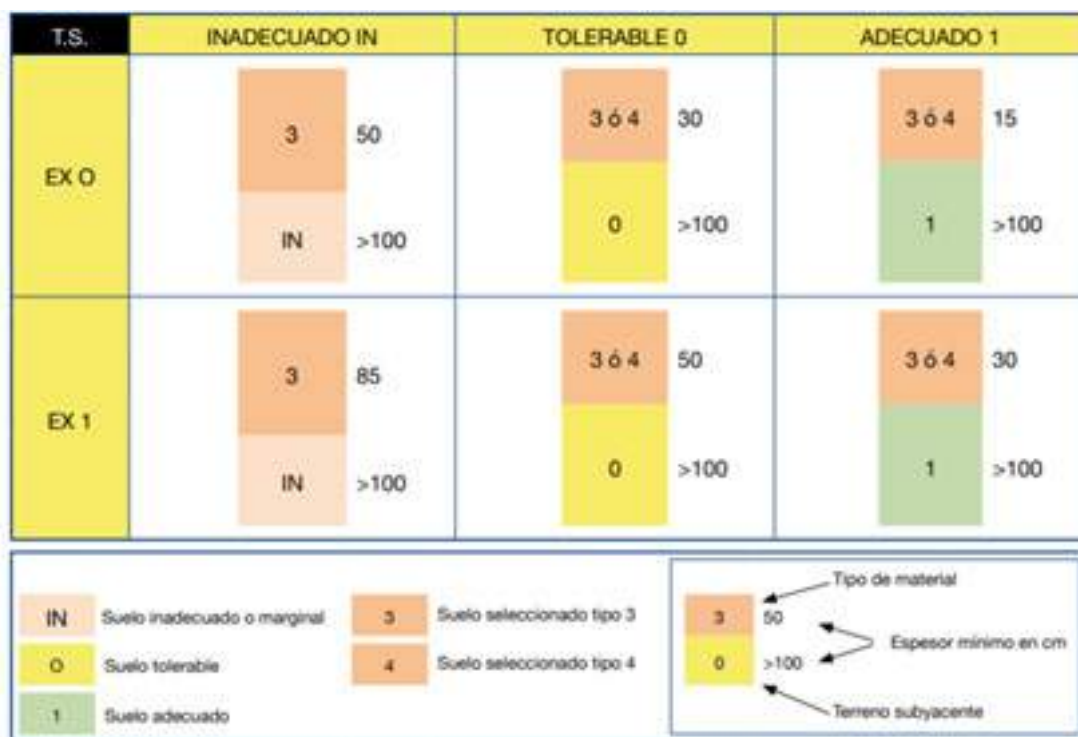 T.S. INADECUADO IN TOLERABLE 0 ADECUADO 1
EX O
3 50
IN >100
3 ó 4 30
0 >100
3 ó 4 15
1 >100
EX 1
3 85
IN >100
3 ó 4 50
0 >100
3 ó 4 30
1 >100
IN Suelo inadecuado o marginal
O Suelo tolerable
1 Suelo adecuado
3 Suelo seleccionado tipo 3
4 Suelo seleccionado tipo 4
Tipo de material
3 50
Espesor mínimo en cm
0 >100
Terreno subyacente